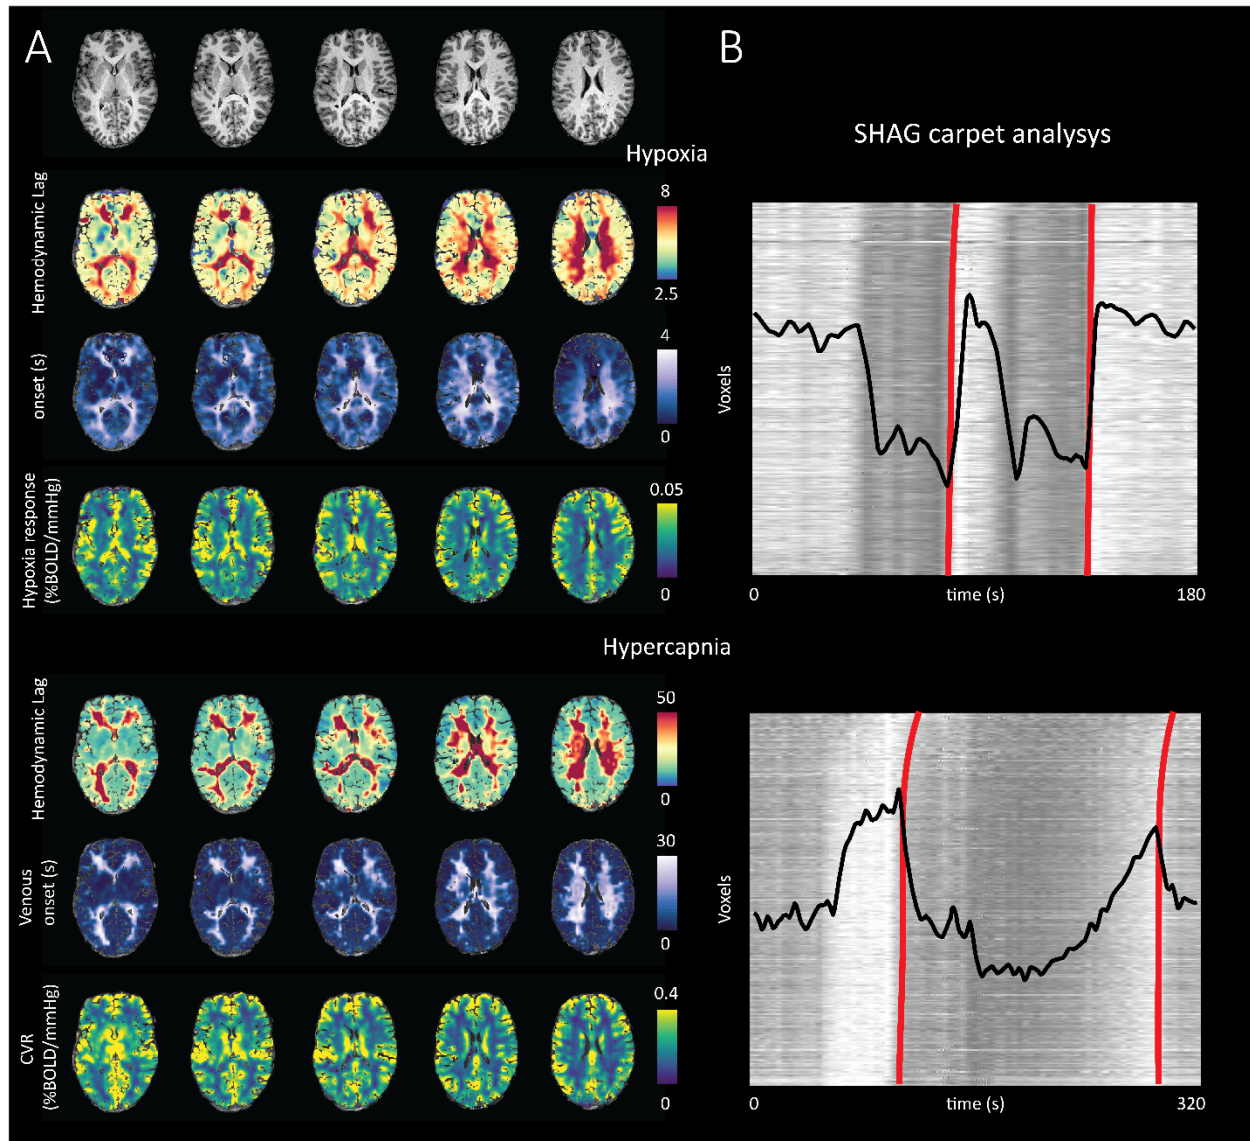 A
B
SHAG carpet analysys
Hypoxia
Hemodynamic Lag
8
2.5
onset (s)
4
0
Hypoxia response
(%BOLD/mmHg)
0.05
0
Voxels
0
time (s)
180
Hypercapnia
Hemodynamic Lag
50
0
Venous
onset (s)
30
0
CVR
(%BOLD/mmHg)
0.4
0
Voxels
0
time (s)
320